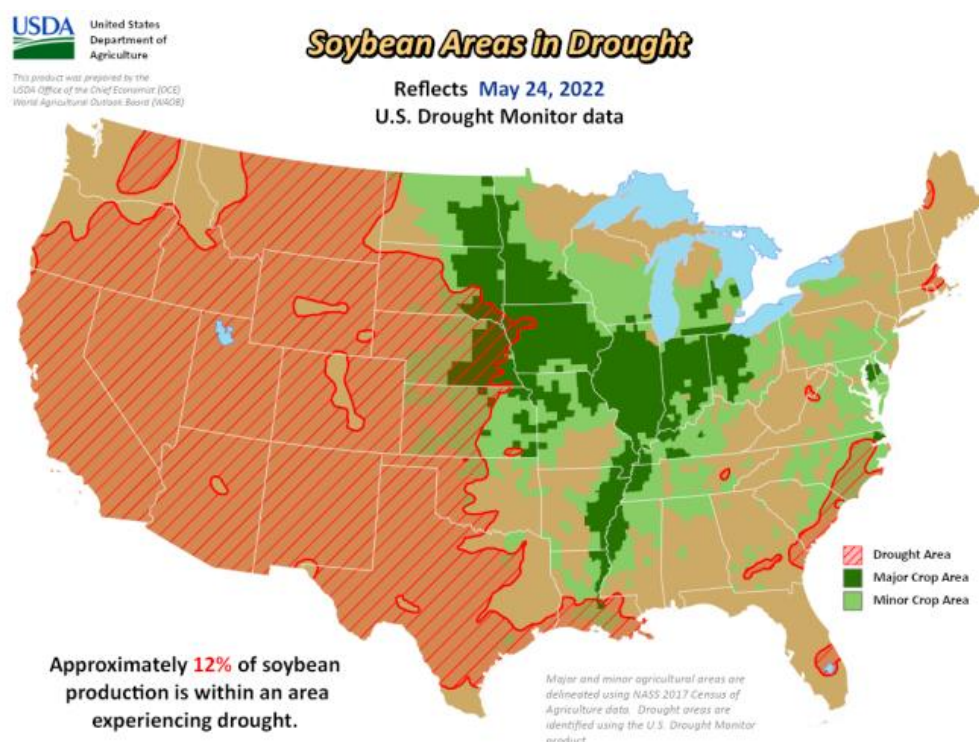 USDA
United States
Department of
Agriculture
This product was prepared by the
USDA Office of the Chief Economist (OCE)
World Agricultural Outlook Board (WAOB)
Soybean Areas in Drought
Reflects May 24, 2022
U.S. Drought Monitor data
Drought Area
Major Crop Area
Minor Crop Area
Approximately 12% of soybean
production is within an area
experiencing drought.
Major and minor agricultural areas are
delineated using NASS 2017 Census of
Agriculture data. Drought areas are
identified using the U.S. Drought Monitor
product.